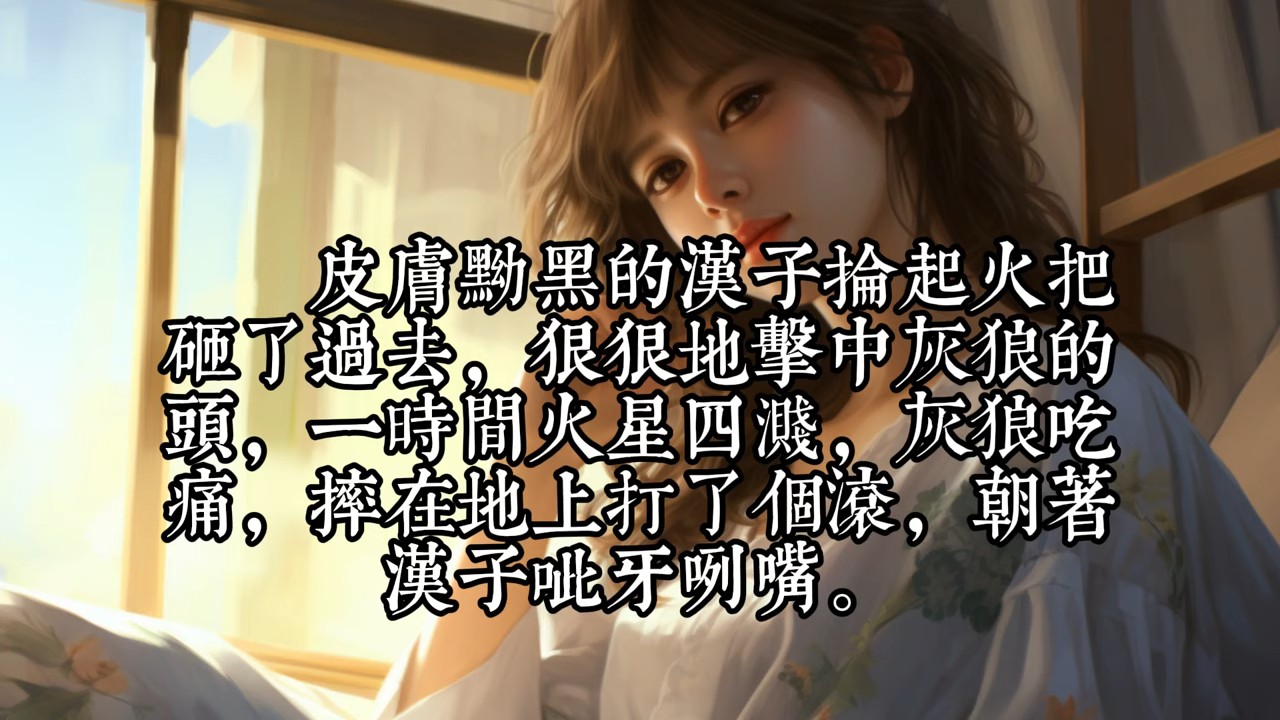 皮膚黝黑的漢子掄起火把
砸了過去，狠狠地擊中灰狼的
頭，一時間火星四濺，灰狼吃
痛，摔在地上打了個滾，朝著
漢子呲牙咧嘴。